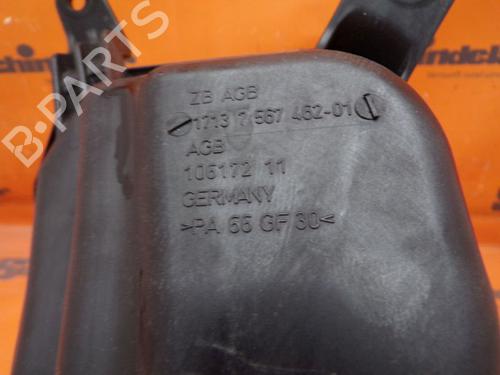 ZB AGB
1713 7 567 462-01
AGB
106172 11
GERMANY
>PA 66 GF 30<
B-PARTS